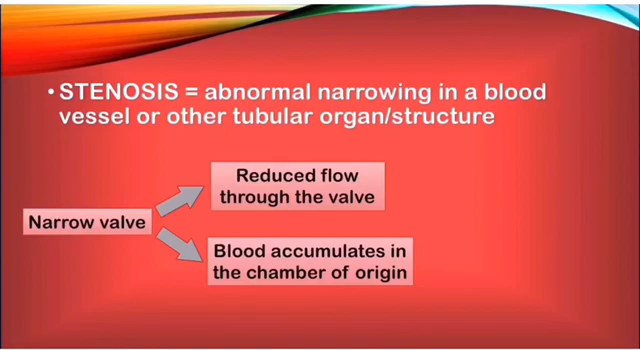 • STENOSIS = abnormal narrowing in a blood
vessel or other tubular organ/structure
Narrow valve
Reduced flow
through the valve
Blood accumulates in
the chamber of origin